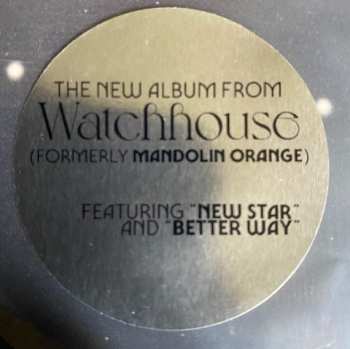 THE NEW ALBUM FROM
Watchhouse
(FORMERLY MANDOLIN ORANGE)
FEATURING "NEW STAR"
AND "BETTER WAY"